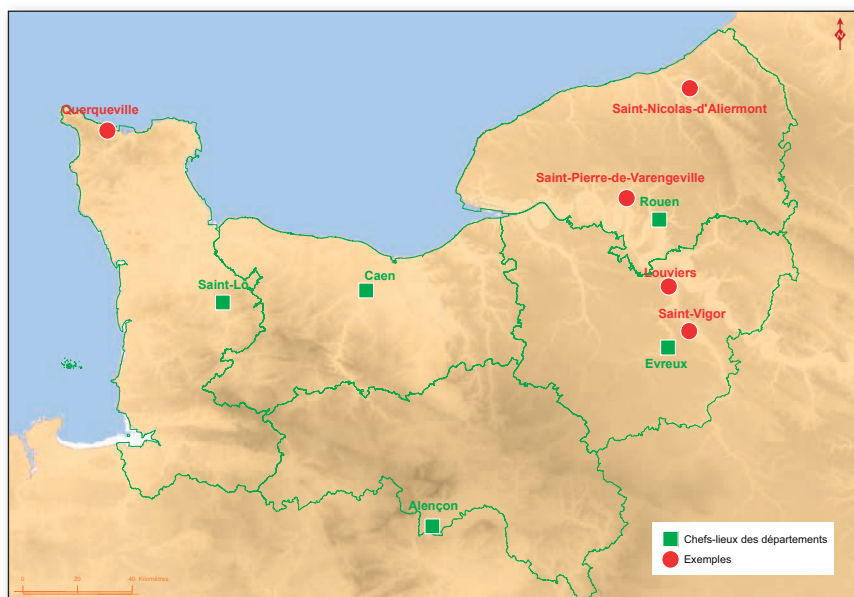 N
Querqueville
Saint-Nicolas-d'Aliermont
Saint-Pierre-de-Varengeville
Rouen
Caen
Saint-Lô
Louviers
Saint-Vigor
Evreux
Alençon
Chefs-lieux des départements
Exemples
0 20 40 Kilomètres